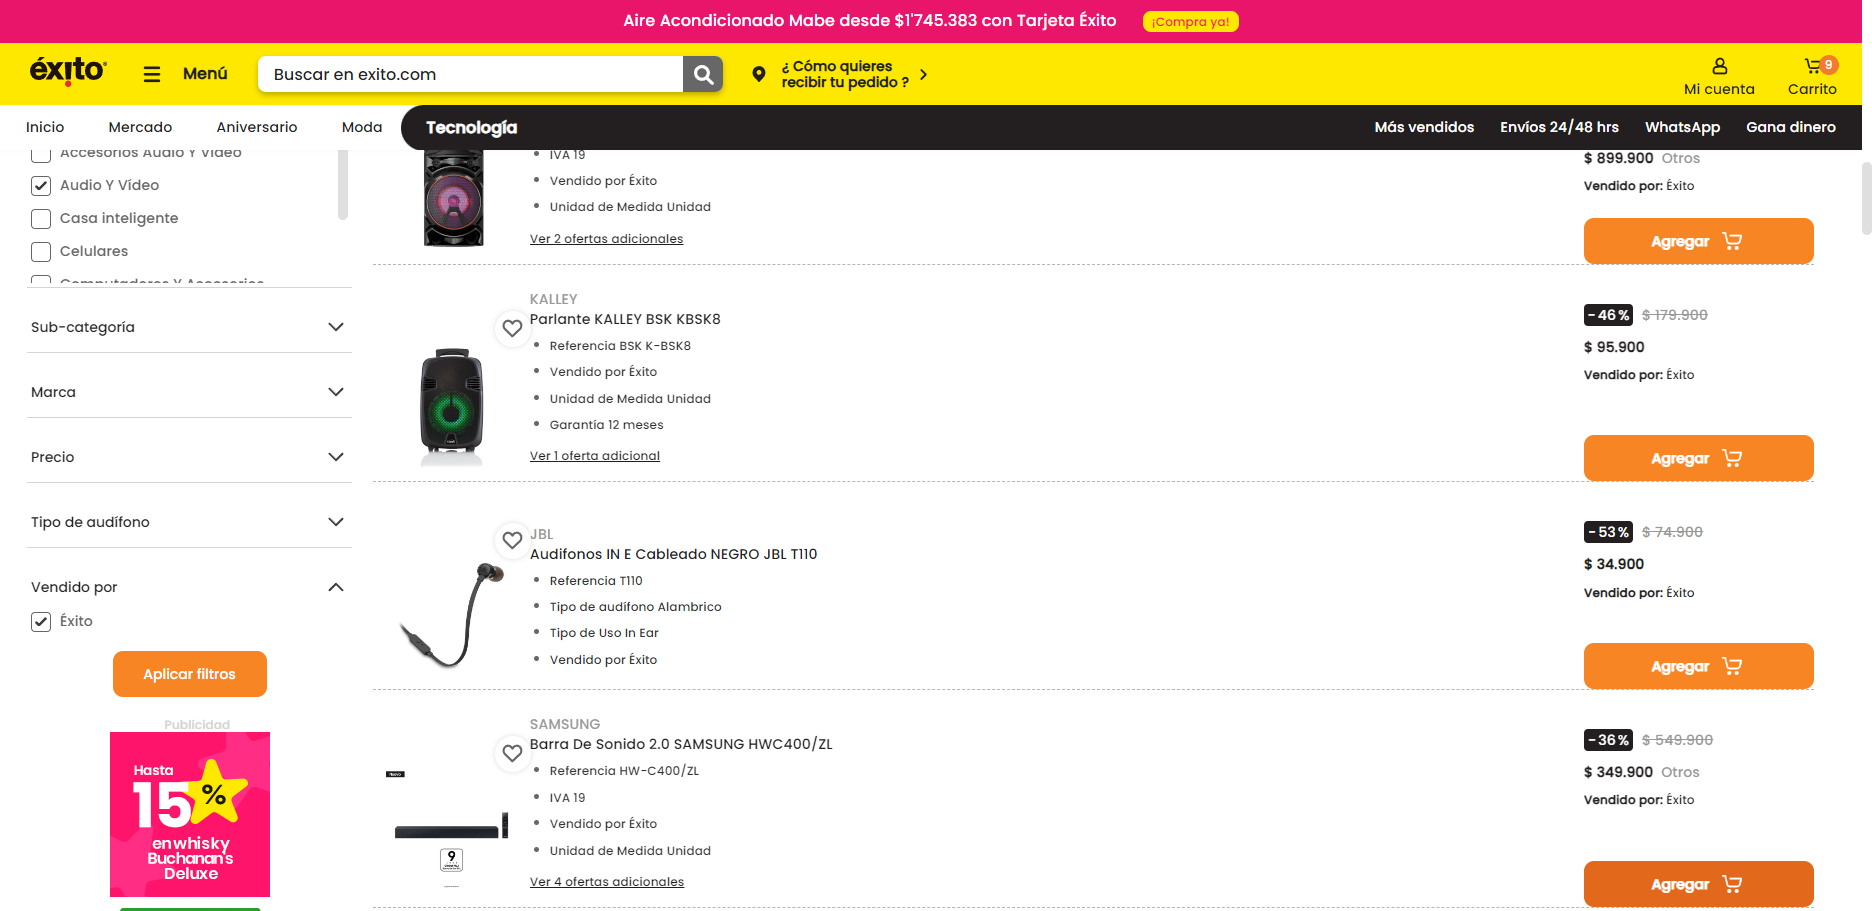 Aire Acondicionado Mabe desde $1'745.383 con Tarjeta Éxito
¡Compra ya!
éxito
Menú
Buscar en exito.com
¿ Cómo quieres
recibir tu pedido ?
Mi cuenta
9
Carrito
Inicio
Mercado
Aniversario
Moda
Tecnología
Más vendidos
Envíos 24/48 hrs
WhatsApp
Gana dinero
Accesorios Audio Y Video
Audio Y Vídeo
Casa inteligente
Celulares
Computadores Y Accesorios
Sub-categoría
Marca
Precio
Tipo de audífono
Vendido por
Éxito
Aplicar filtros
Publicidad
Hasta
15%
en whisky
Buchanan's
Deluxe
IVA 19
Vendido por Éxito
Unidad de Medida Unidad
Ver 2 ofertas adicionales
$ 899.900 Otros
Vendido por: Éxito
Agregar
KALLEY
Parlante KALLEY BSK KBSK8
Referencia BSK K-BSK8
Vendido por Éxito
Unidad de Medida Unidad
Garantía 12 meses
Ver 1 oferta adicional
-46% $ 179.900
$ 95.900
Vendido por: Éxito
Agregar
JBL
Audifonos IN E Cableado NEGRO JBL T110
Referencia T110
Tipo de audífono Alambrico
Tipo de Uso In Ear
Vendido por Éxito
-53% $ 74.900
$ 34.900
Vendido por: Éxito
Agregar
SAMSUNG
Barra De Sonido 2.0 SAMSUNG HWC400/ZL
Referencia HW-C400/ZL
IVA 19
Vendido por Éxito
Unidad de Medida Unidad
Ver 4 ofertas adicionales
Nuevo
9
-36% $ 549.900
$ 349.900 Otros
Vendido por: Éxito
Agregar